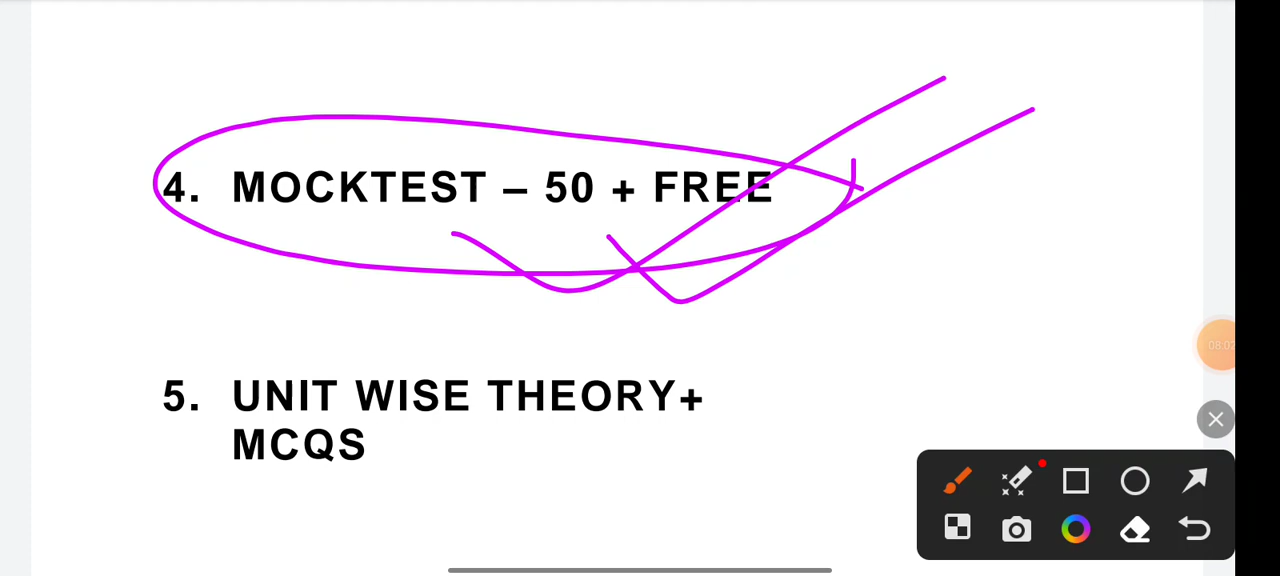 4. MOCKTEST – 50 + FREE
5. UNIT WISE THEORY+
MCQS